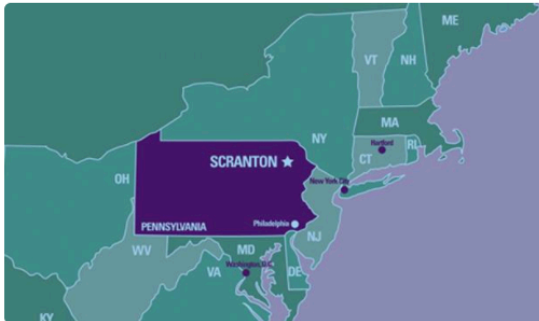 ME
VT
NH
MA
NY
Hartford
CT
RI
SCRANTON
OH
New York City
PENNSYLVANIA
Philadelphia
NJ
WV
MD
VA
Washington D.C.
DE
KY